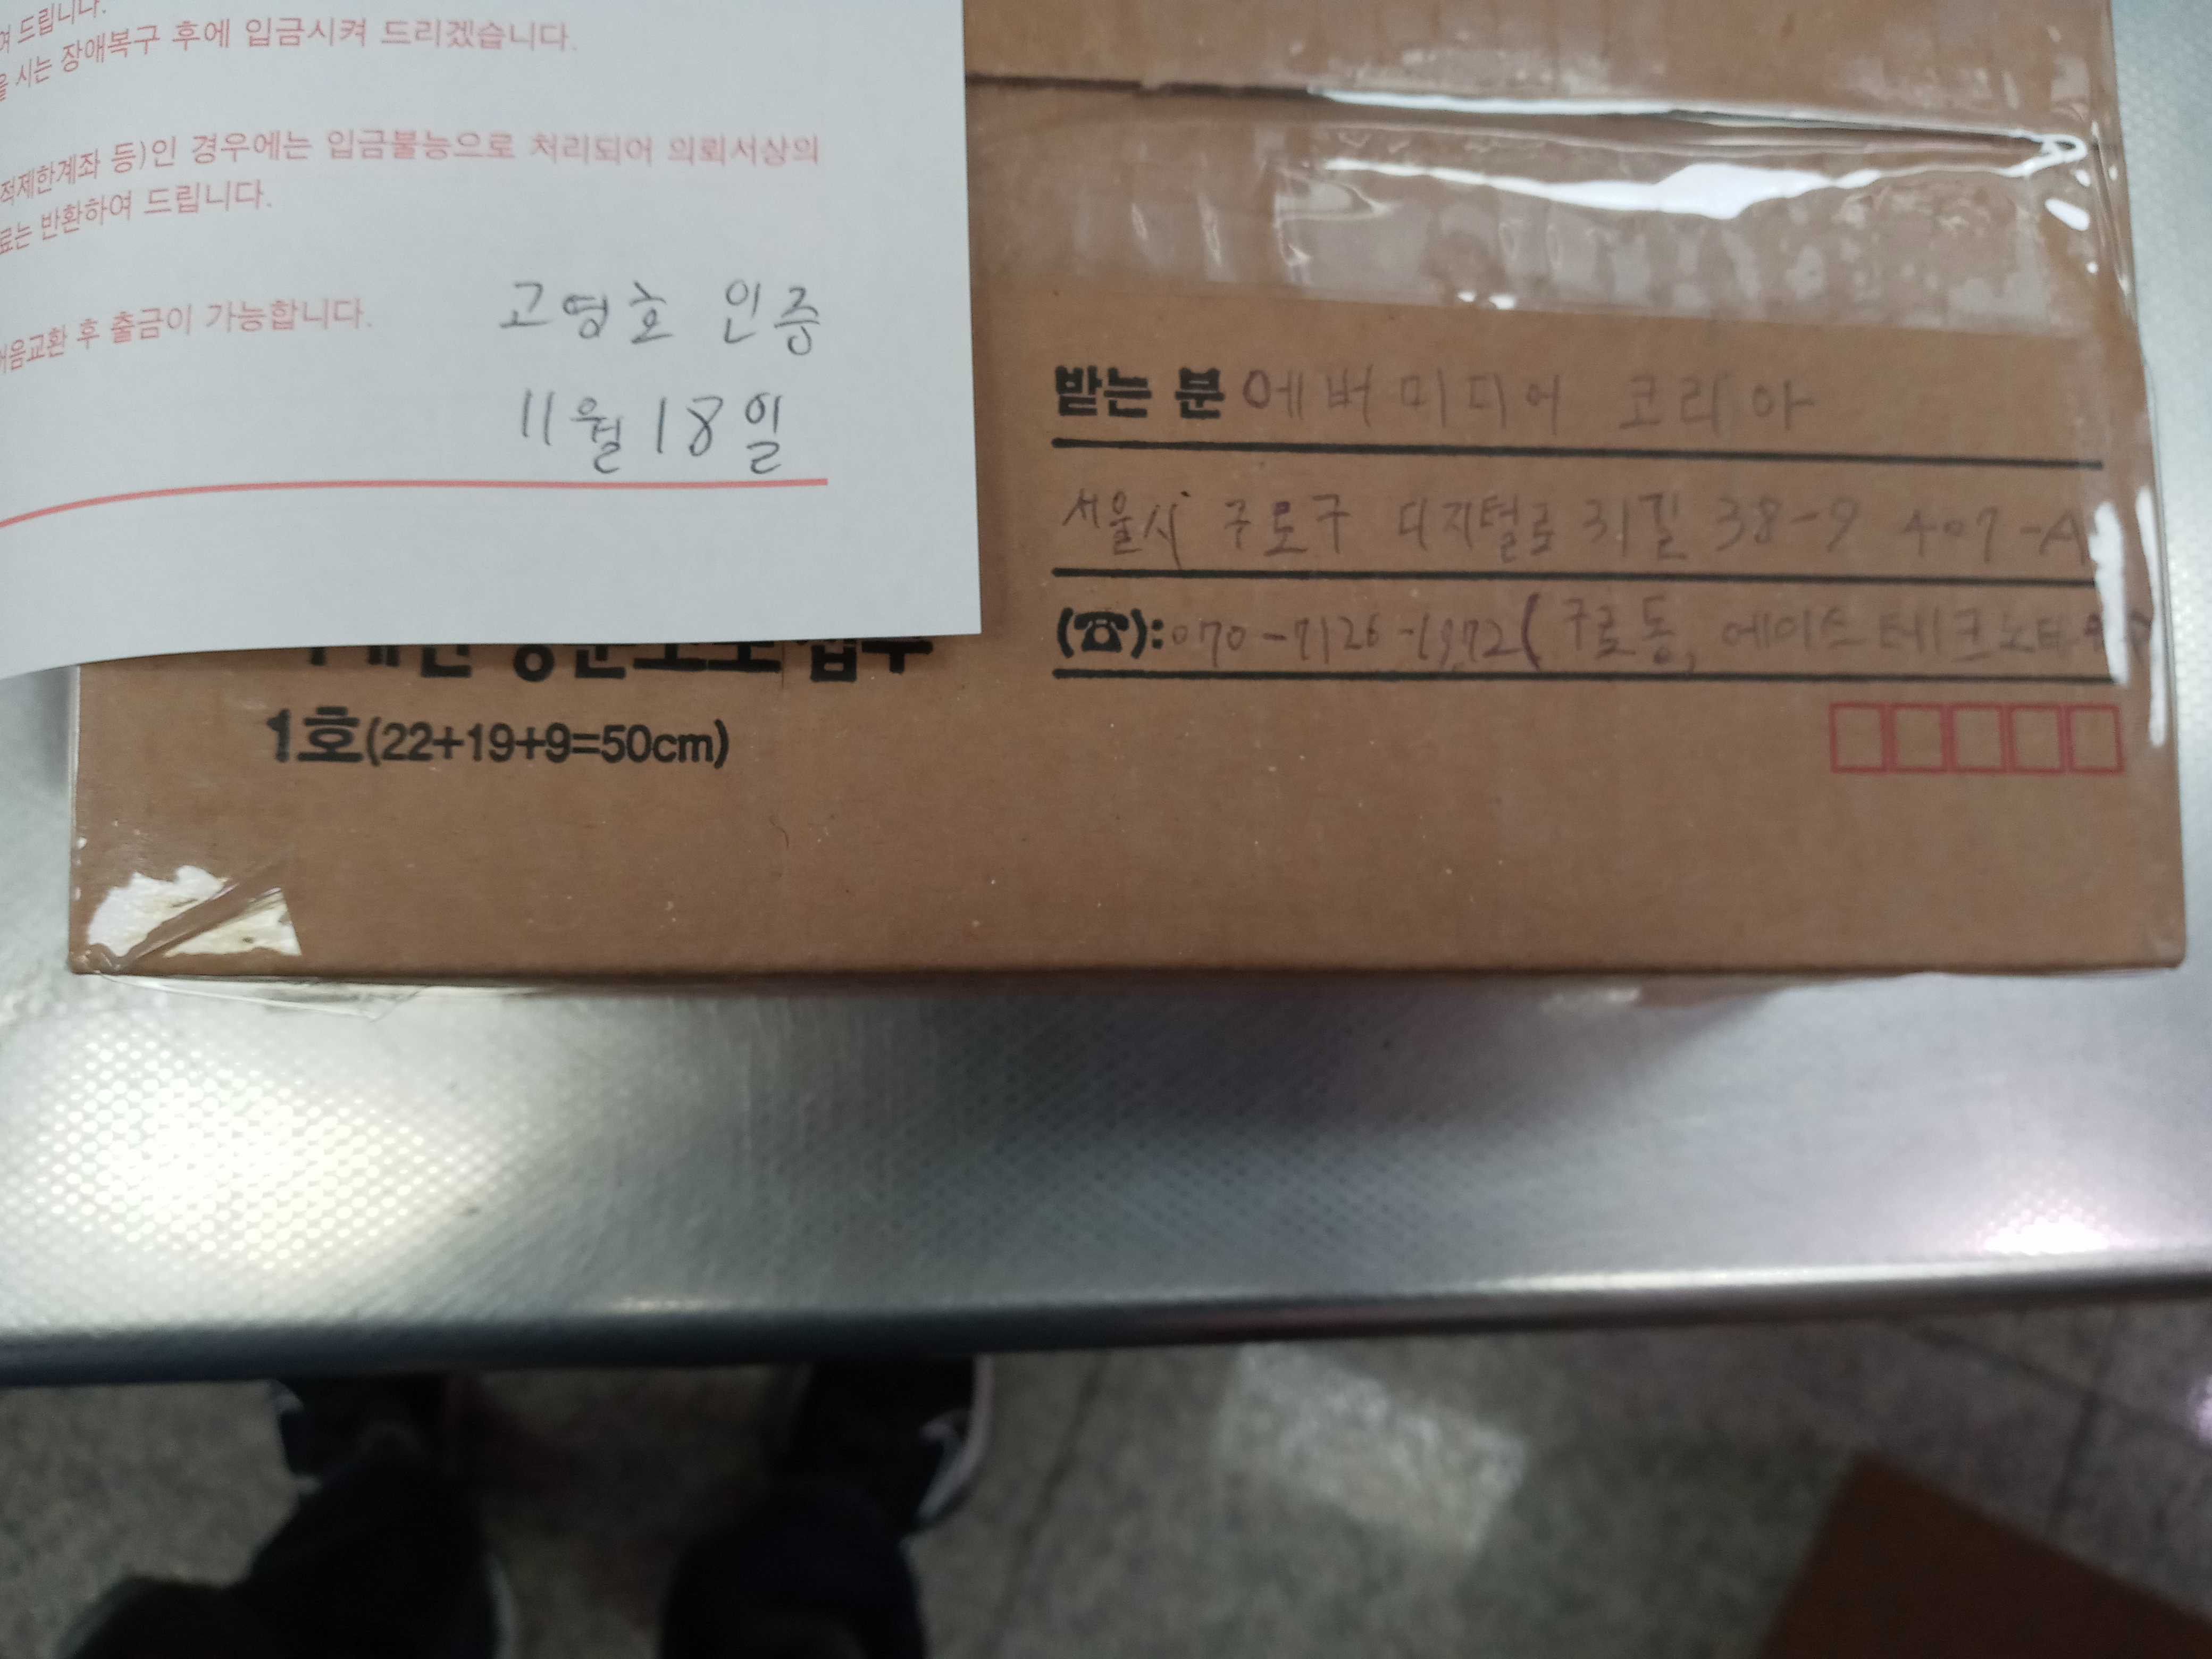 드립니다.
시는 장애복구 후에 입금시켜 드리겠습니다.
적제한계좌 등)인 경우에는 입금불능으로 처리되어 의뢰서상의
료는 반환하여 드립니다.
어음교환 후 출금이 가능합니다.
고영호 인증
11월 18일
1호(22+19+9=50cm)
받는 분 에버미디어 코리아
서울시 구로구 디지털로 31길 38-9 407-A
(☎):070-7126-1972(구로동, 에이스테크노타워